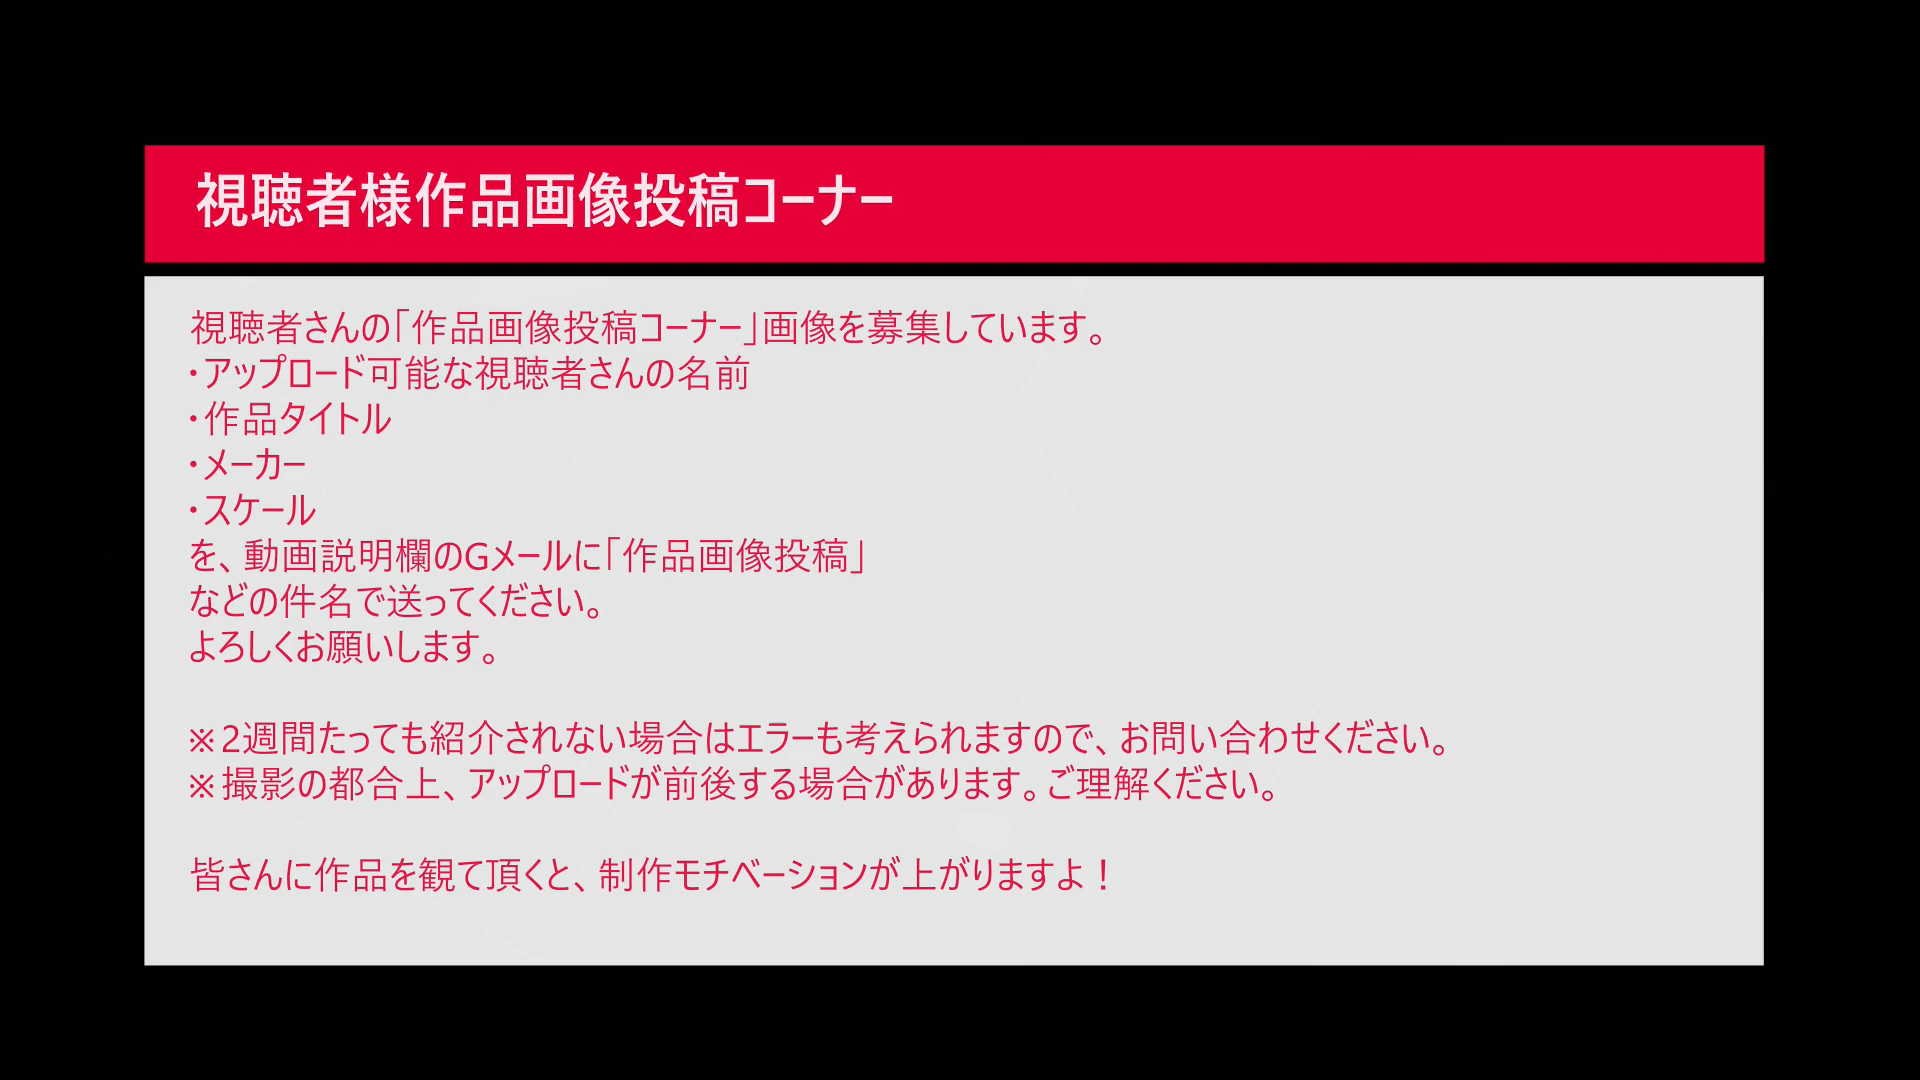 視聴者様作品画像投稿コーナー
視聴者さんの「作品画像投稿コーナー」画像を募集しています。
・アップロード可能な視聴者さんの名前
・作品タイトル
・メーカー
・スケール
を、動画説明欄のGメールに「作品画像投稿」
などの件名で送ってください。
よろしくお願いします。
※2週間たっても紹介されない場合はエラーも考えられますので、お問い合わせください。
※撮影の都合上、アップロードが前後する場合があります。ご理解ください。
皆さんに作品を観て頂くと、制作モチベーションが上がりますよ！